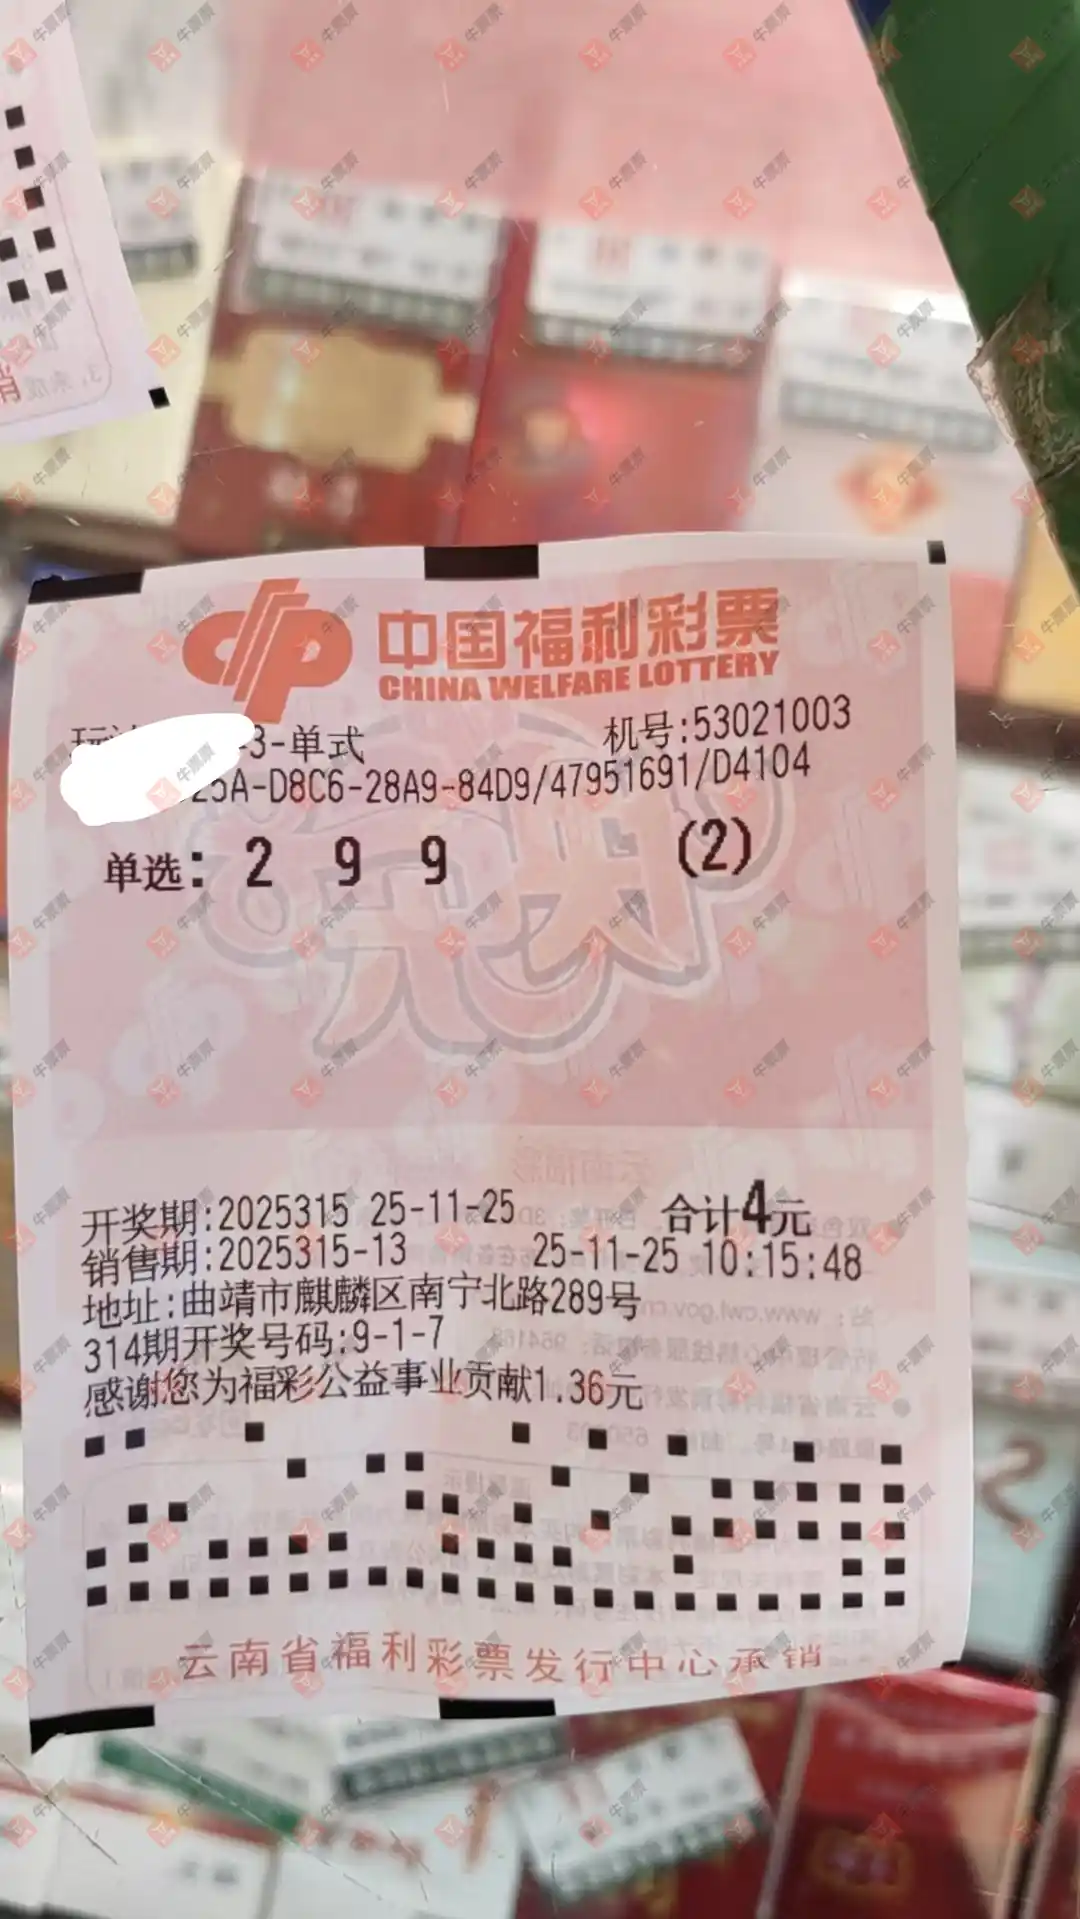 中国福利彩票
CHINA WELFARE LOTTERY
3-单式 机号:53021003
25A-D8C6-28A9-84D9/47951691/D4104
单选: 2 9 9 (2)
开奖期:2025315 25-11-25 合计4元
销售期:2025315-13 25-11-25 10:15:48
地址:曲靖市麒麟区南宁北路289号
314期开奖号码:9-1-7
感谢您为福彩公益事业贡献1.36元
云南省福利彩票发行中心承销
牛票票